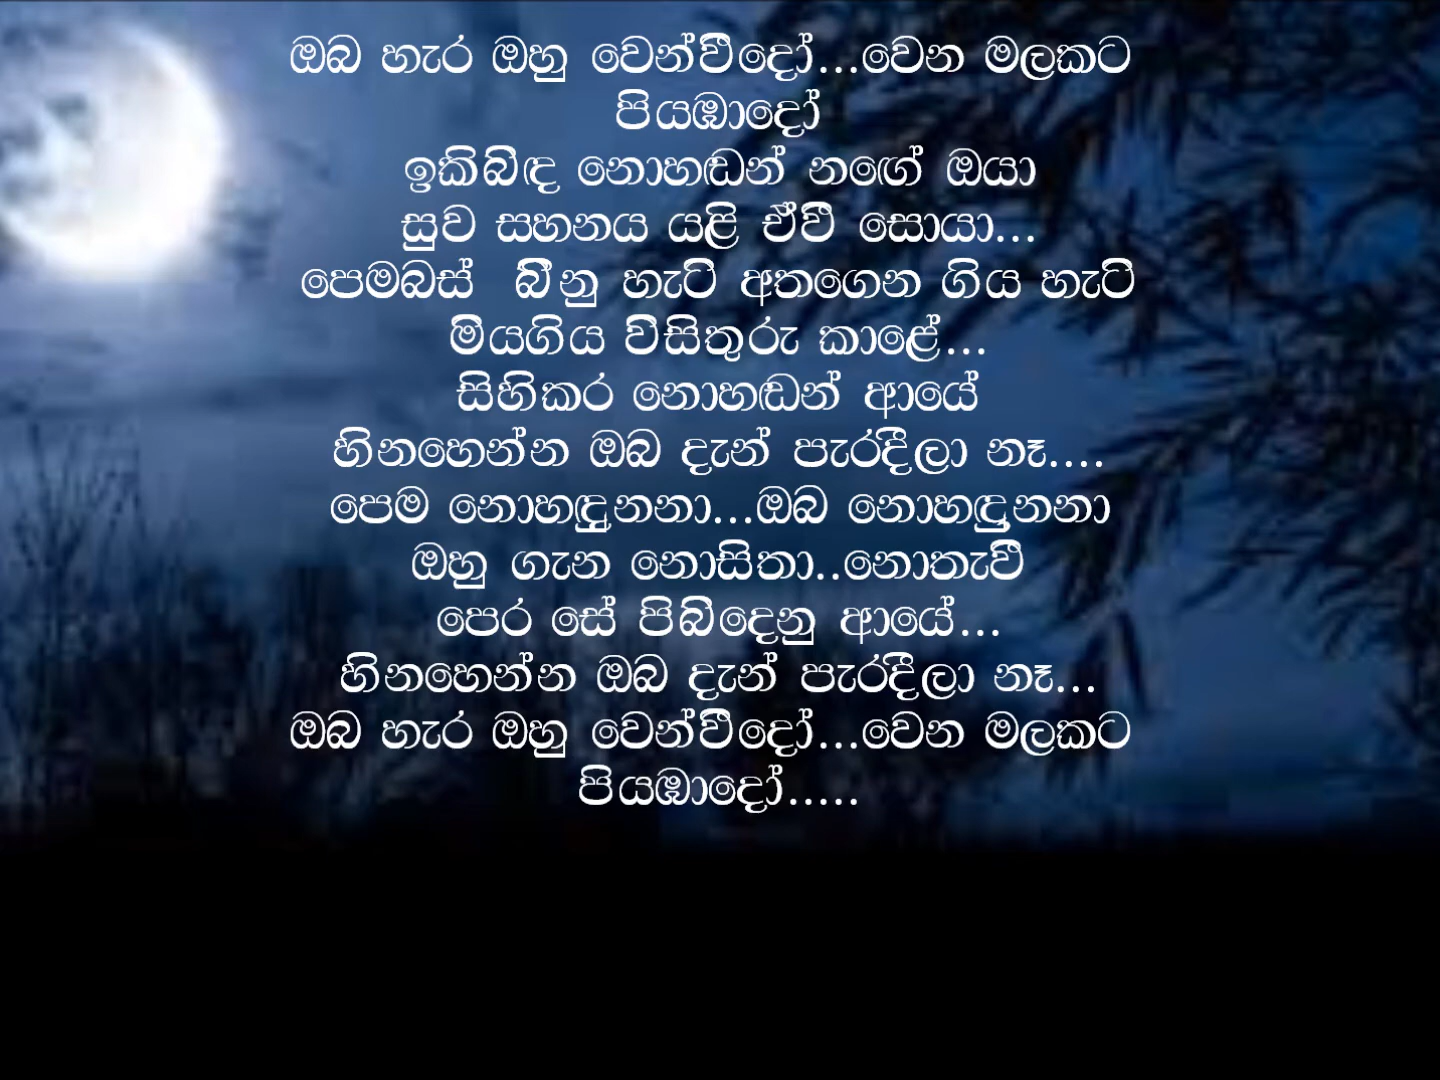 ඔබ හැර ඔහු වෙන්වීදෝ...වෙන මලකට
පියඹාදෝ
ඉකිබිඳ නොහඬන් නඟේ ඔයා
සුව සහනය යළි ඒවී සොයා...
පෙමබස් බිනු හැටි අතගෙන ගිය හැටි
මියගිය විසිතුරු කාළේ...
සිහිකර නොහඬන් ආයේ
හිනහෙන්න ඔබ දැන් පැරදීලා නෑ....
පෙම නොහඳුනනා...ඔබ නොහඳුනනා
ඔහු ගැන නොසිතා..නොතැවී
පෙර සේ පිබිදෙනු ආයේ...
හිනහෙන්න ඔබ දැන් පැරදීලා නෑ...
ඔබ හැර ඔහු වෙන්වීදෝ...වෙන මලකට
පියඹාදෝ.....